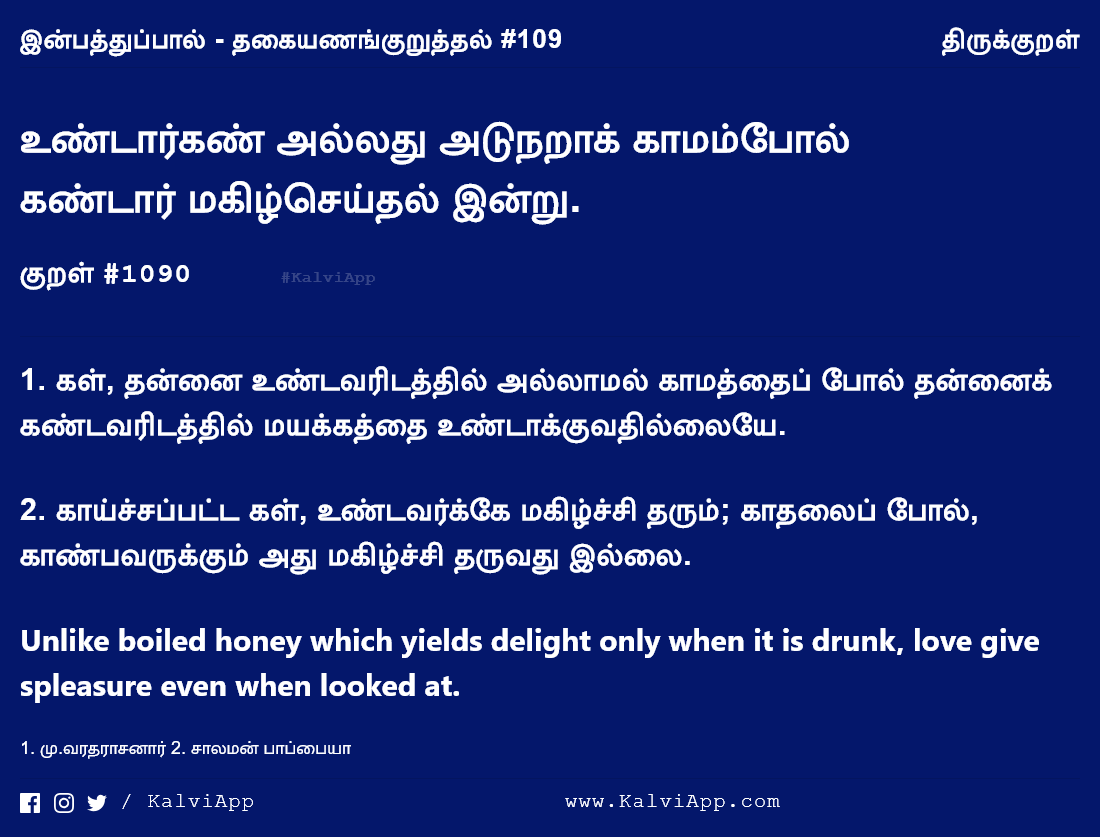 இன்பத்துப்பால் - தகையணங்குறுத்தல் #109
திருக்குறள்
உண்டார்கண் அல்லது அடுநறாக் காமம்போல்
கண்டார் மகிழ்செய்தல் இன்று.
குறள் #1090
#KalviApp
1. கள், தன்னை உண்டவரிடத்தில் அல்லாமல் காமத்தைப் போல் தன்னைக்
கண்டவரிடத்தில் மயக்கத்தை உண்டாக்குவதில்லையே.
2. காய்ச்சப்பட்ட கள், உண்டவர்க்கே மகிழ்ச்சி தரும்; காதலைப் போல்,
காண்பவருக்கும் அது மகிழ்ச்சி தருவது இல்லை.
Unlike boiled honey which yields delight only when it is drunk, love give
spleasure even when looked at.
1. மு.வரதராசனார் 2. சாலமன் பாப்பையா
/ KalviApp
www.KalviApp.com